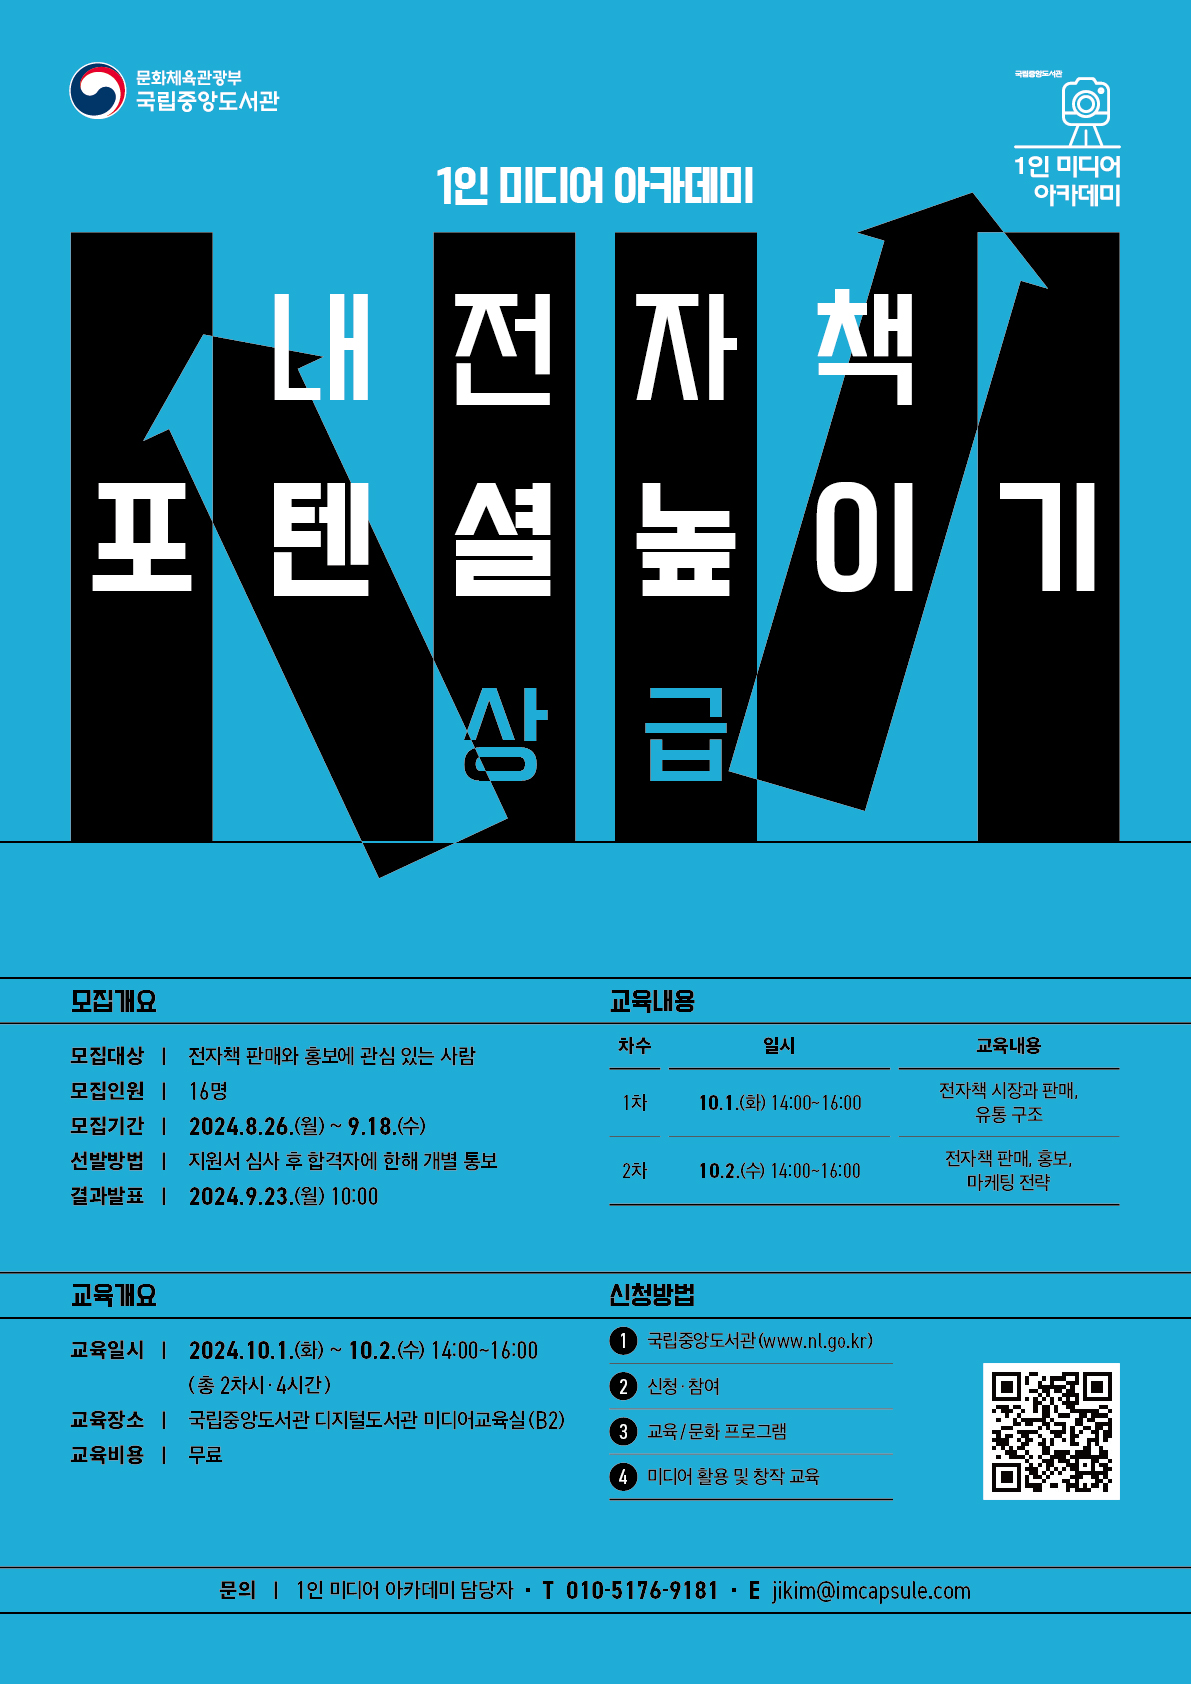 문화체육관광부
국립중앙도서관
국립중앙도서관
1인 미디어
아카데미
1인 미디어 아카데미
내 전자책
포텐셜높이기
상급
모집개요
모집대상 | 전자책 판매와 홍보에 관심 있는 사람
모집인원 | 16명
모집기간 | 2024.8.26.(월) ~ 9.18.(수)
선발방법 | 지원서 심사 후 합격자에 한해 개별 통보
결과발표 | 2024.9.23.(월) 10:00
교육내용
차수 일시 교육내용
1차 10.1.(화) 14:00~16:00 전자책 시장과 판매,
유통 구조
2차 10.2.(수) 14:00~16:00 전자책 판매, 홍보,
마케팅 전략
교육개요
교육일시 | 2024.10.1.(화) ~ 10.2.(수) 14:00~16:00
(총 2차시·4시간)
교육장소 | 국립중앙도서관 디지털도서관 미디어교육실(B2)
교육비용 | 무료
신청방법
1 국립중앙도서관(www.nl.go.kr)
2 신청·참여
3 교육/문화 프로그램
4 미디어 활용 및 창작 교육
문의 | 1인 미디어 아카데미 담당자 · T 010-5176-9181 · E jikim@imcapsule.com